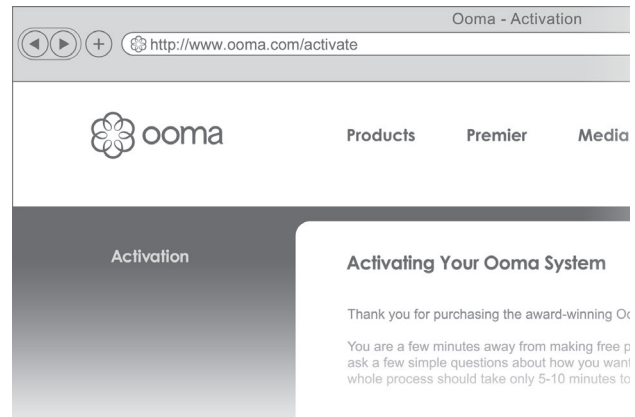 Ooma - Activation
http://www.ooma.com/activate
ooma
Products Premier Media
Activation
Activating Your Ooma System
Thank you for purchasing the award-winning
You are a few minutes away from making free
ask a few simple questions about how you want
whole process should take only 5-10 minutes to